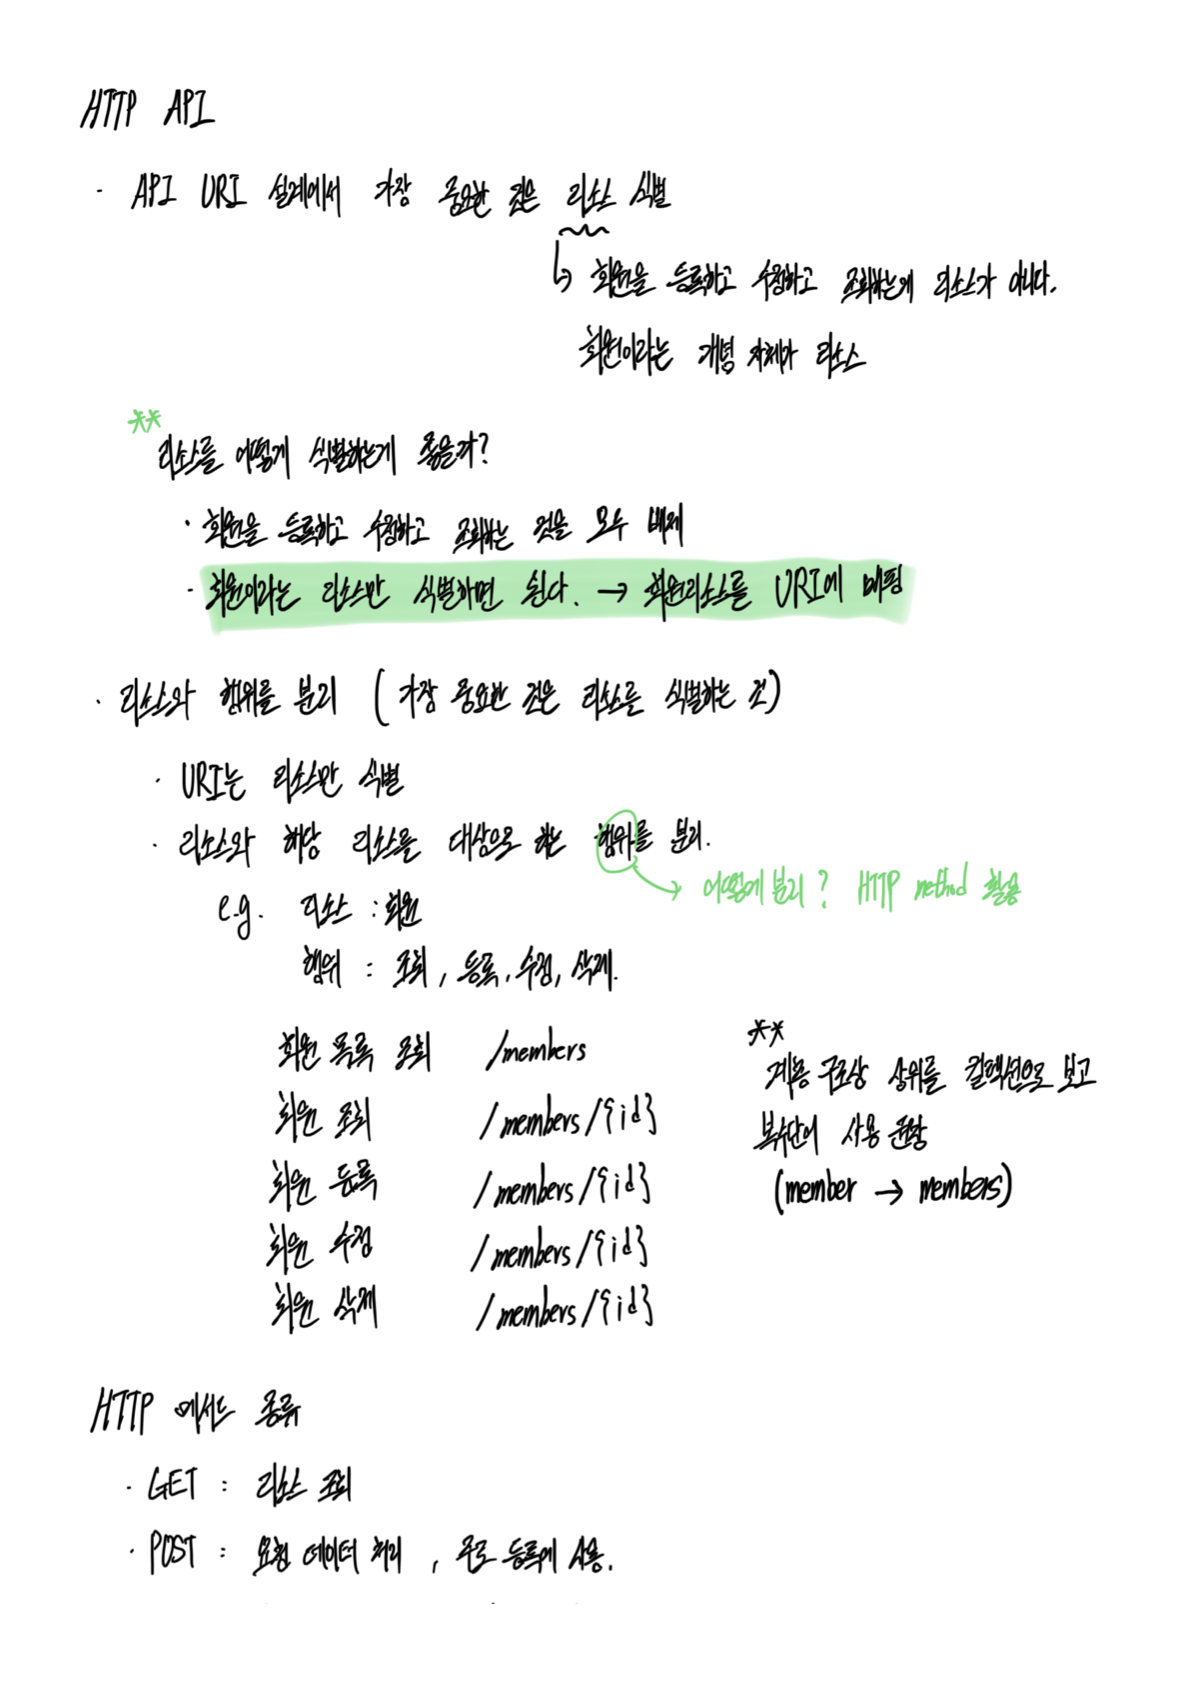 HTTP API
· API URI 설계에서 가장 중요한 것은 리소스 식별
↳ 회원을 등록하고 수정하고 조회하는게 리소스가 아니다.
회원이라는 개념 자체가 리소스
**
리소스를 어떻게 식별하는게 좋을까?
· 회원을 등록하고 수정하고 조회하는 것을 모두 배제
· 회원이라는 리소스만 식별하면 된다. → 회원리소스를 URI에 매핑
· 리소스와 행위를 분리 (가장 중요한 것은 리소스를 식별하는 것)
· URI는 리소스만 식별
· 리소스와 해당 리소스를 대상으로 하는 행위를 분리.
→ 어떻게 분리? HTTP method 활용
e.g. 리소스 : 회원
행위 : 조회, 등록, 수정, 삭제.
회원 목록 조회 /members
회원 조회 /members/{id}
회원 등록 /members/{id}
회원 수정 /members/{id}
회원 삭제 /members/{id}
**
계층 구조상 상위를 컬렉션으로 보고
복수단어 사용 권장
(member → members)
HTTP 메서드 종류
· GET : 리소스 조회
· POST : 요청 데이터 처리, 주로 등록에 사용.